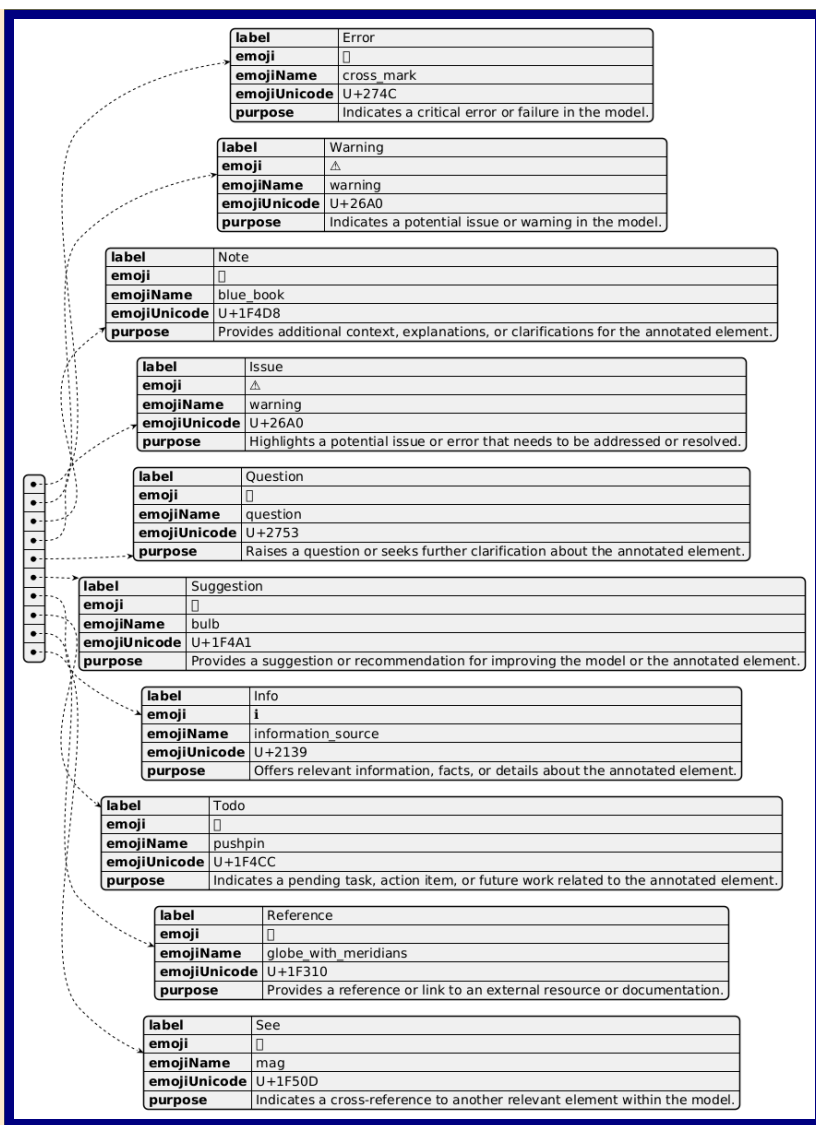 label Error
emoji
emojiName cross_mark
emojiUnicode U+274C
purpose Indicates a critical error or failure in the model.
label Warning
emoji ⚠
emojiName warning
emojiUnicode U+26A0
purpose Indicates a potential issue or warning in the model.
label Note
emoji
emojiName blue_book
emojiUnicode U+1F4D8
purpose Provides additional context, explanations, or clarifications for the annotated element.
label Issue
emoji ⚠
emojiName warning
emojiUnicode U+26A0
purpose Highlights a potential issue or error that needs to be addressed or resolved.
label Question
emoji
emojiName question
emojiUnicode U+2753
purpose Raises a question or seeks further clarification about the annotated element.
label Suggestion
emoji
emojiName bulb
emojiUnicode U+1F4A1
purpose Provides a suggestion or recommendation for improving the model or the annotated element.
label Info
emoji ℹ
emojiName information_source
emojiUnicode U+2139
purpose Offers relevant information, facts, or details about the annotated element.
label Todo
emoji
emojiName pushpin
emojiUnicode U+1F4CC
purpose Indicates a pending task, action item, or future work related to the annotated element.
label Reference
emoji
emojiName globe_with_meridians
emojiUnicode U+1F310
purpose Provides a reference or link to an external resource or documentation.
label See
emoji
emojiName mag
emojiUnicode U+1F50D
purpose Indicates a cross-reference to another relevant element within the model.